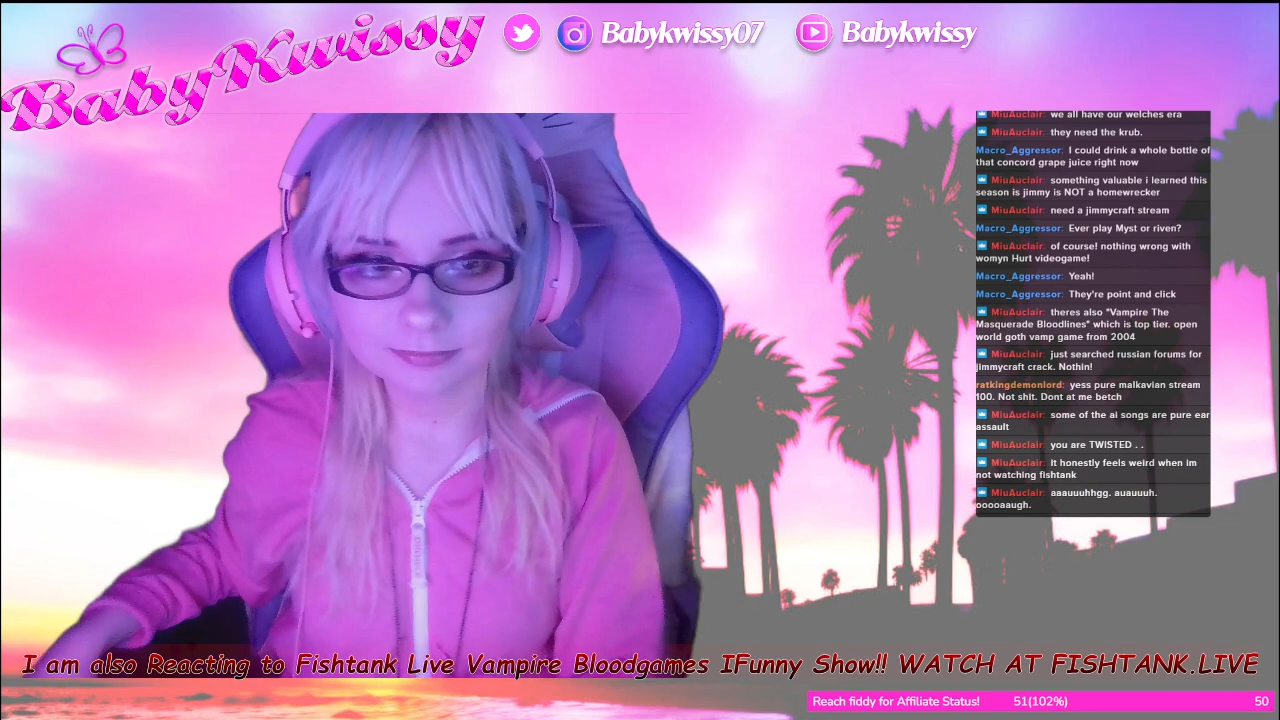 BabyKwissy
Babykwissy07
Babykwissy
MiuAuclair: we all have our welches era
MiuAuclair: they need the krub.
Macro_Aggressor: I could drink a whole bottle of
that concord grape juice right now
MiuAuclair: something valuable i learned this
season is jimmy is NOT a homewrecker
MiuAuclair: need a jimmycraft stream
Macro_Aggressor: Ever play Myst or riven?
MiuAuclair: of course! nothing wrong with
womyn Hurt videogame!
Macro_Aggressor: Yeah!
Macro_Aggressor: They're point and click
MiuAuclair: theres also "Vampire The
Masquerade Bloodlines" which is top tier. open
world goth vamp game from 2004
MiuAuclair: just searched russian forums for
jimmycraft crack. Nothin!
ratkingdemonlord: yess pure malkavian stream
100. Not shit. Dont at me betch
MiuAuclair: some of the ai songs are pure ear
assault
MiuAuclair: you are TWISTED . .
MiuAuclair: it honestly feels weird when im
not watching fishtank
MiuAuclair: aaauuuhhgg. auauuuh.
ooooaaugh.
I am also Reacting to Fishtank Live Vampire Bloodgames IFunny Show!! WATCH AT FISHTANK.LIVE
Reach fiddy for Affiliate Status! 51(102%) 50